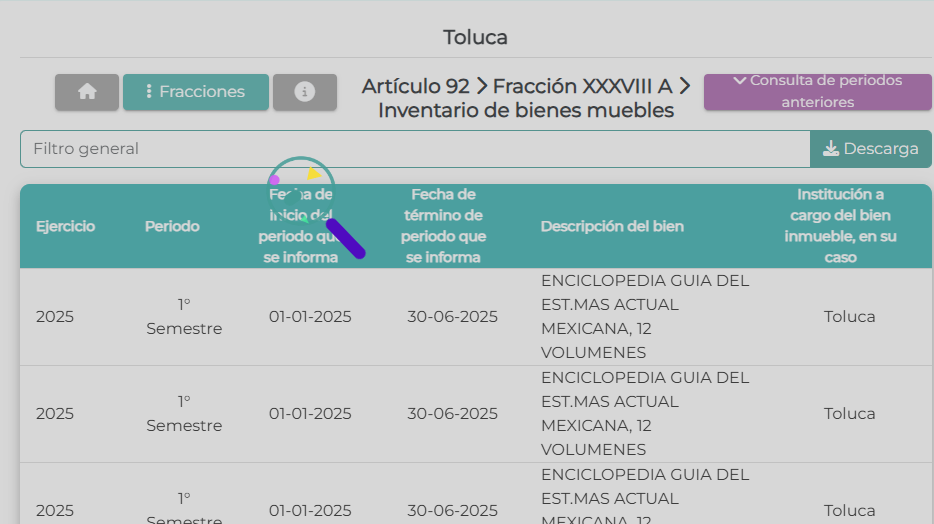 Toluca
Fracciones
Artículo 92 > Fracción XXXVIII A >
Inventario de bienes muebles
Consulta de periodos
anteriores
Filtro general
Descarga
Ejercicio
Periodo
Fecha de
inicio del
periodo que
se informa
Fecha de
término de
periodo que
se informa
Descripción del bien
Institución a
cargo del bien
inmueble, en su
caso
2025
1°
Semestre
01-01-2025
30-06-2025
ENCICLOPEDIA GUIA DEL
EST.MAS ACTUAL
MEXICANA, 12
VOLUMENES
Toluca
2025
1°
Semestre
01-01-2025
30-06-2025
ENCICLOPEDIA GUIA DEL
EST.MAS ACTUAL
MEXICANA, 12
VOLUMENES
Toluca
2025
1°
Semestre
01-01-2025
30-06-2025
ENCICLOPEDIA GUIA DEL
EST.MAS ACTUAL
MEXICANA, 12
Toluca